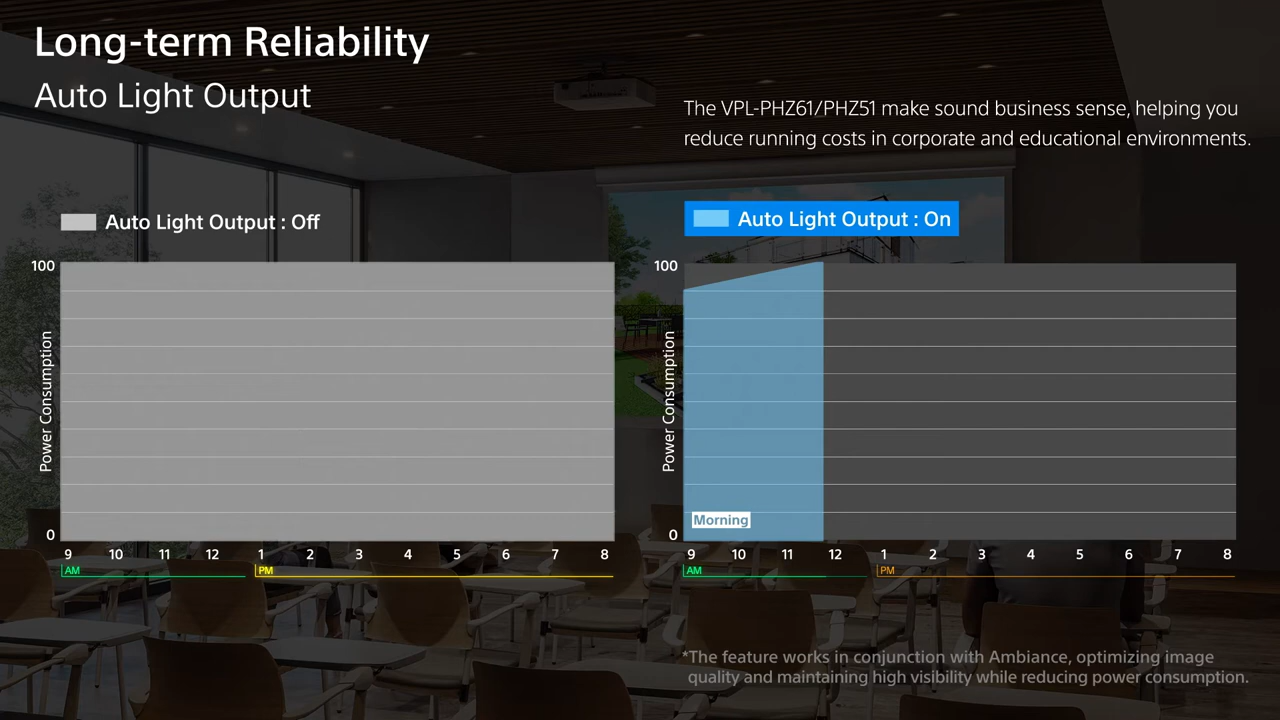 Long-term Reliability
Auto Light Output
The VPL-PHZ61/PHZ51 make sound business sense, helping you
reduce running costs in corporate and educational environments.
Auto Light Output : Off
100
Power Consumption
0
9 10 11 12 1 2 3 4 5 6 7 8
AM PM
Auto Light Output : On
100
Power Consumption
Morning
0
9 10 11 12 1 2 3 4 5 6 7 8
AM PM
*The feature works in conjunction with Ambiance, optimizing image
quality and maintaining high visibility while reducing power consumption.